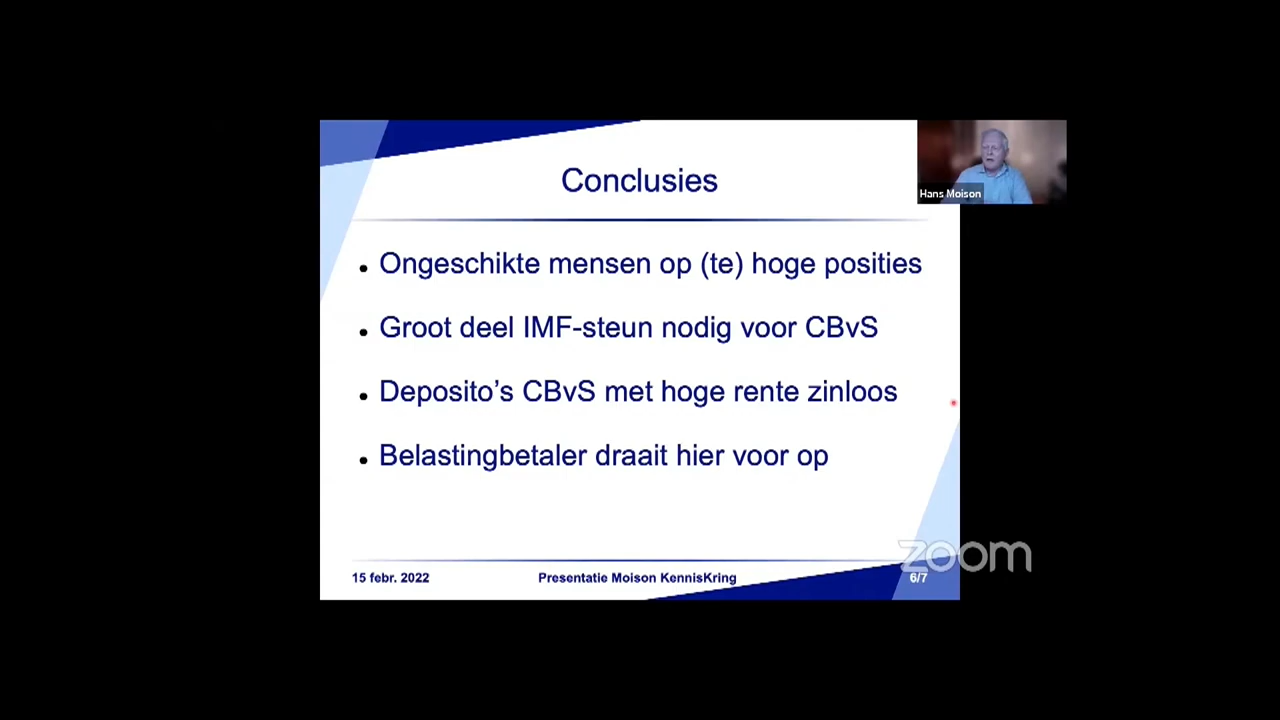 Conclusies
Hans Moison
Ongeschikte mensen op (te) hoge posities
Groot deel IMF-steun nodig voor CBvS
Deposito’s CBvS met hoge rente zinloos
Belastingbetaler draait hier voor op
zoom
15 febr. 2022
Presentatie Moison KennisKring
6/7